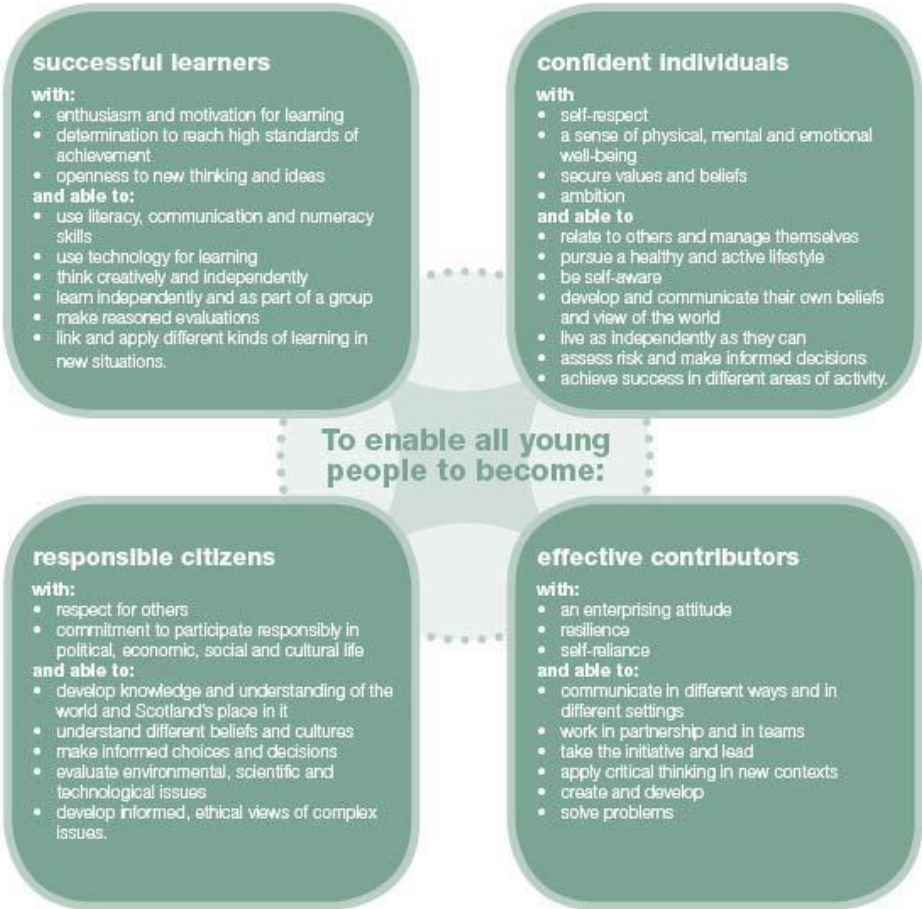 successful learners
with:
• enthusiasm and motivation for learning
• determination to reach high standards of
achievement
• openness to new thinking and ideas
and able to:
• use literacy, communication and numeracy
skills
• use technology for learning
• think creatively and independently
• learn independently and as part of a group
• make reasoned evaluations
• link and apply different kinds of learning in
new situations.
confident individuals
with
• self-respect
• a sense of physical, mental and emotional
well-being
• secure values and beliefs
• ambition
and able to
• relate to others and manage themselves
• pursue a healthy and active lifestyle
• be self-aware
• develop and communicate their own beliefs
and view of the world
• live as independently as they can
• assess risk and make informed decisions
• achieve success in different areas of activity.
To enable all young
people to become:
responsible citizens
with:
• respect for others
• commitment to participate responsibly in
political, economic, social and cultural life
and able to:
• develop knowledge and understanding of the
world and Scotland's place in it
• understand different beliefs and cultures
• make informed choices and decisions
• evaluate environmental, scientific and
technological issues
• develop informed, ethical views of complex
issues.
effective contributors
with:
• an enterprising attitude
• resilience
• self-reliance
and able to:
• communicate in different ways and in
different settings
• work in partnership and in teams
• take the initiative and lead
• apply critical thinking in new contexts
• create and develop
• solve problems